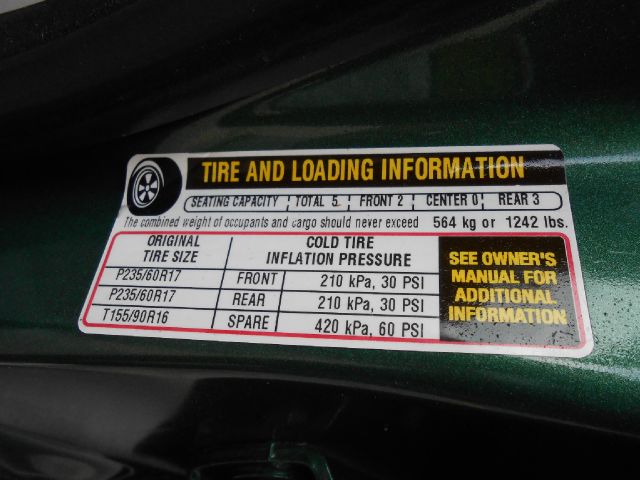 TIRE AND LOADING INFORMATION
SEATING CAPACITY TOTAL 5 FRONT 2 CENTER 0 REAR 3
The combined weight of occupants and cargo should never exceed 564 kg or 1242 lbs.
ORIGINAL TIRE SIZE
COLD TIRE INFLATION PRESSURE
P235/60R17 FRONT 210 kPa, 30 PSI
P235/60R17 REAR 210 kPa, 30 PSI
T155/90R16 SPARE 420 kPa, 60 PSI
SEE OWNER'S
MANUAL FOR
ADDITIONAL
INFORMATION